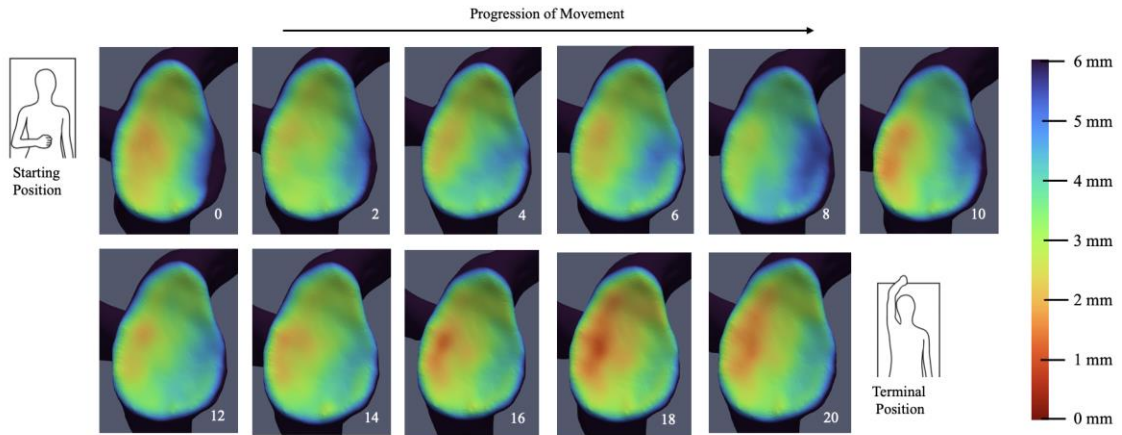 Progression of Movement
Starting
Position
0
2
4
6
8
10
12
14
16
18
20
Terminal
Position
6 mm
5 mm
4 mm
3 mm
2 mm
1 mm
0 mm